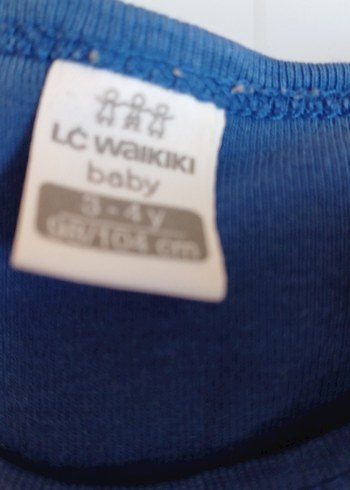 LC WAIKIKI
baby
3 - 4 y
98/104 cm